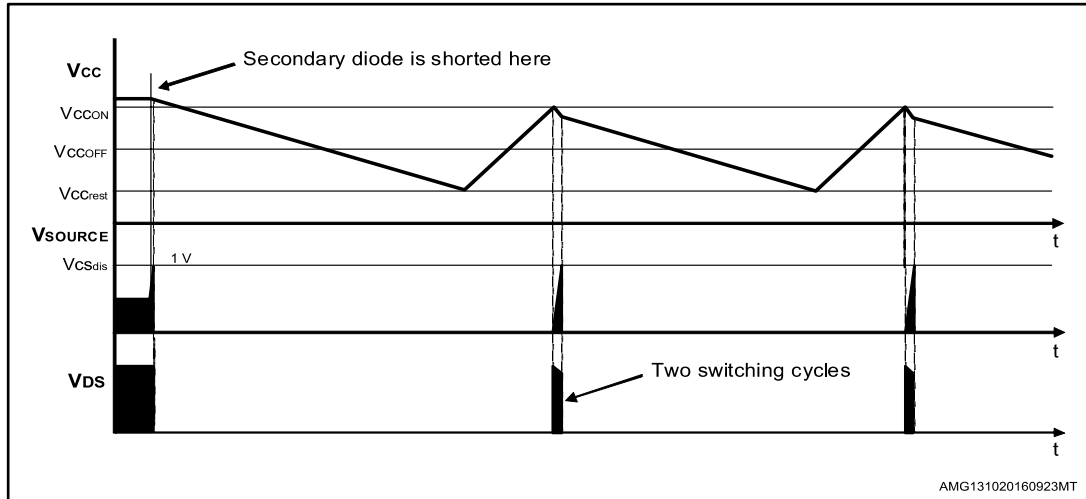 Secondary diode is shorted here
VCC
VCCON
VCCOFF
VCCrest
t
VSOURCE
VCSdis
1 V
t
Two switching cycles
VDS
t
AMG131020160923MT